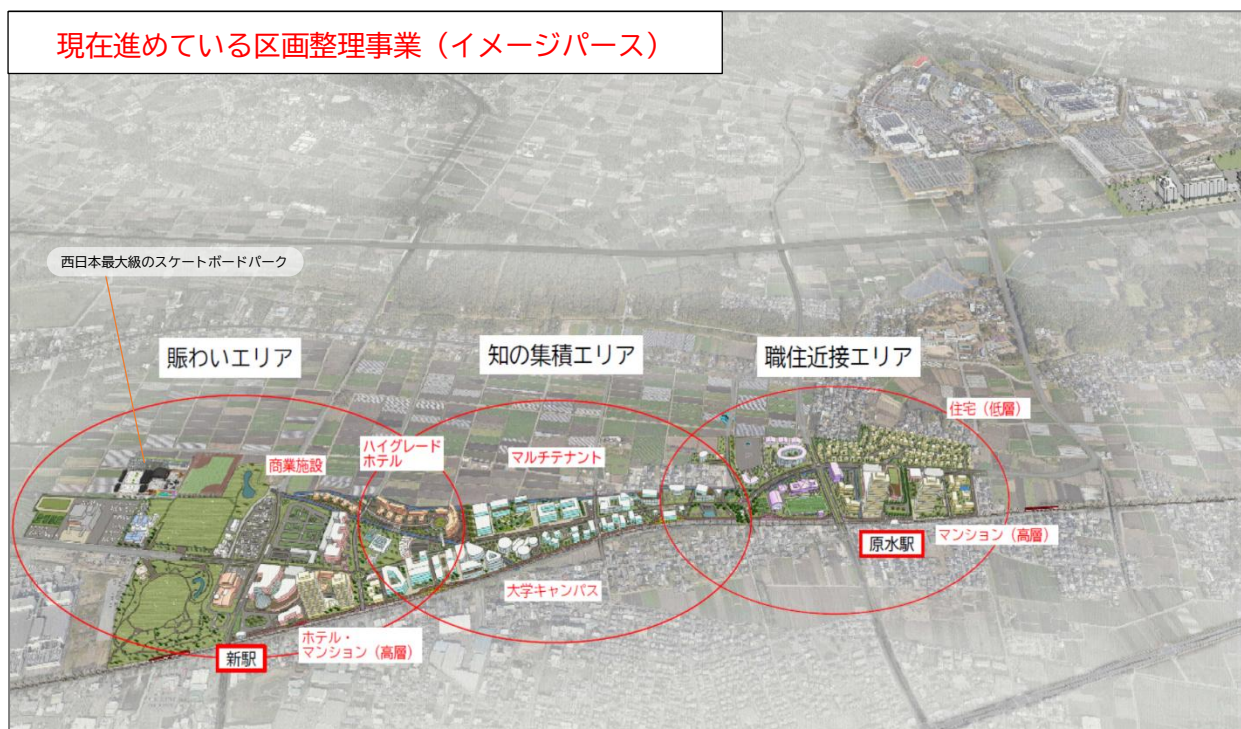 現在進めている区画整理事業（イメージパース）
西日本最大級のスケートボードパーク
賑わいエリア
知の集積エリア
職住近接エリア
住宅（低層）
ハイグレード
ホテル
商業施設
マルチテナント
マンション（高層）
原水駅
大学キャンパス
ホテル・
マンション（高層）
新駅